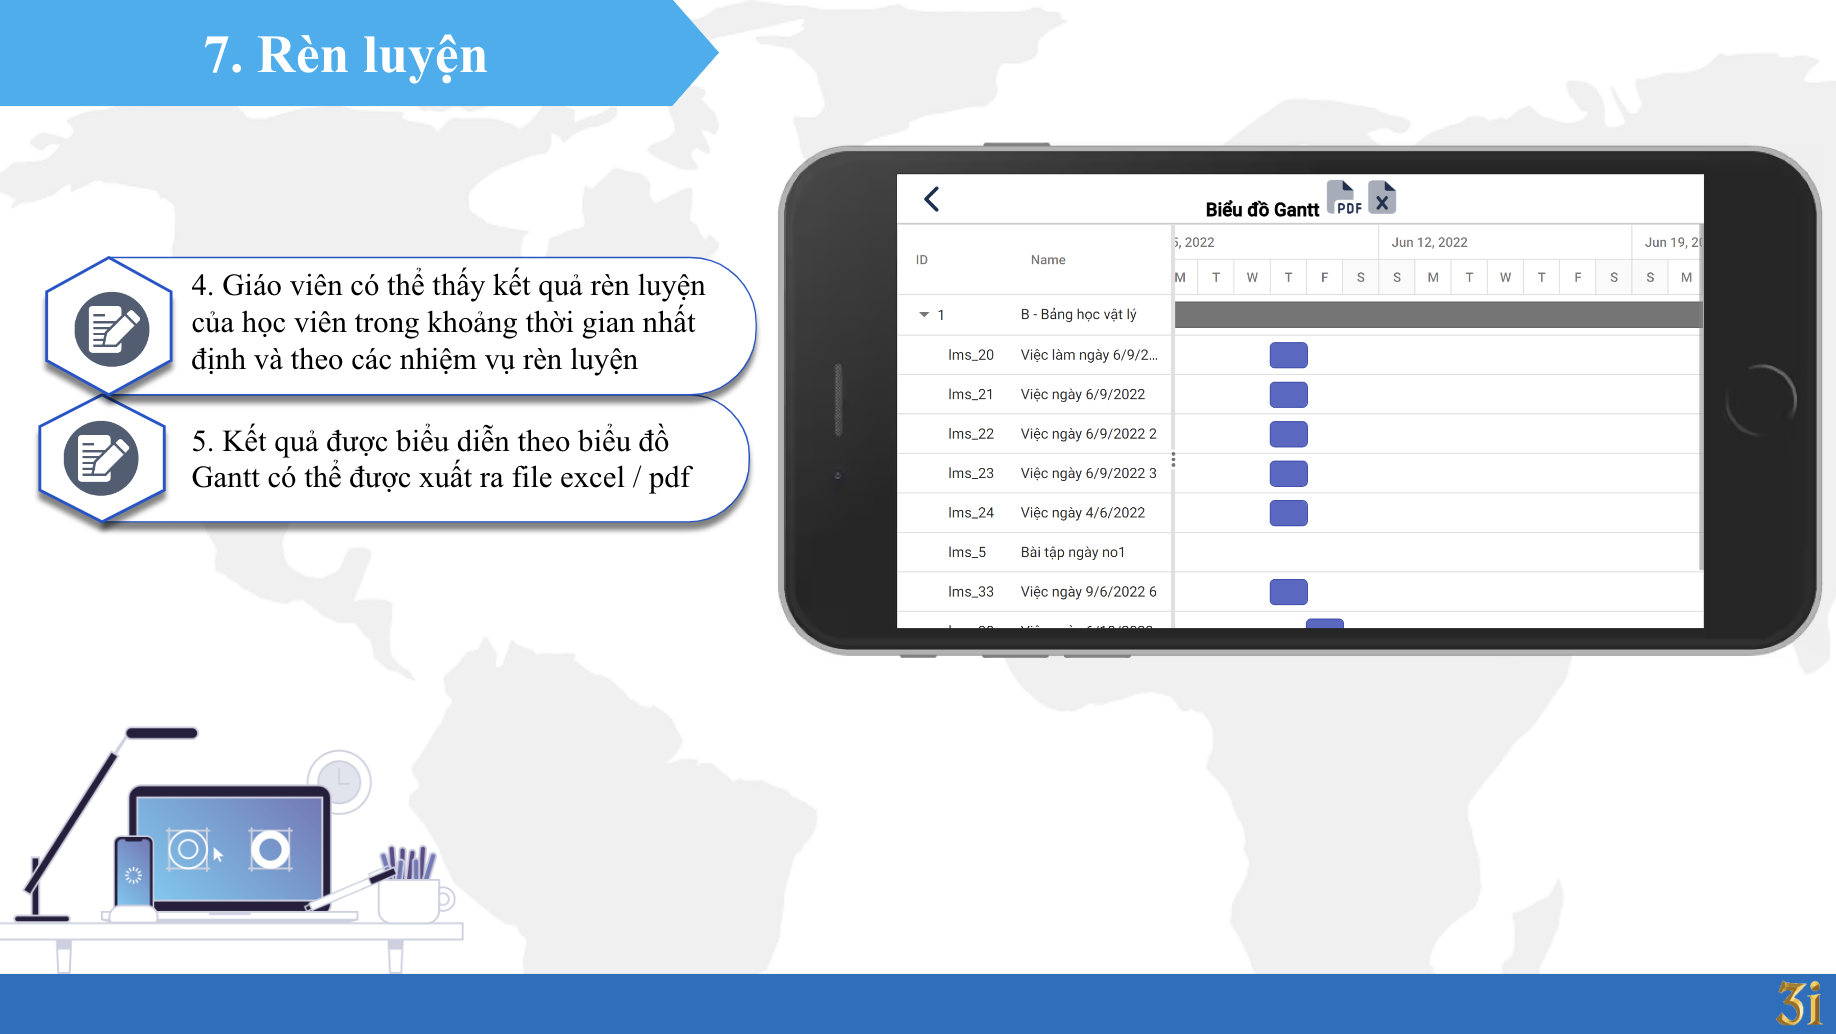 7. Rèn luyện
4. Giáo viên có thể thấy kết quả rèn luyện
của học viên trong khoảng thời gian nhất
định và theo các nhiệm vụ rèn luyện
5. Kết quả được biểu diễn theo biểu đồ
Gantt có thể được xuất ra file excel / pdf
Biểu đồ Gantt PDF X
ID Name
5, 2022 Jun 12, 2022 Jun 19, 20
M T W T F S S M T W T F S S M
1 B - Bảng học vật lý
lms_20 Việc làm ngày 6/9/2...
lms_21 Việc ngày 6/9/2022
lms_22 Việc ngày 6/9/2022 2
lms_23 Việc ngày 6/9/2022 3
lms_24 Việc ngày 4/6/2022
lms_5 Bài tập ngày no1
lms_33 Việc ngày 9/6/2022 6
3i